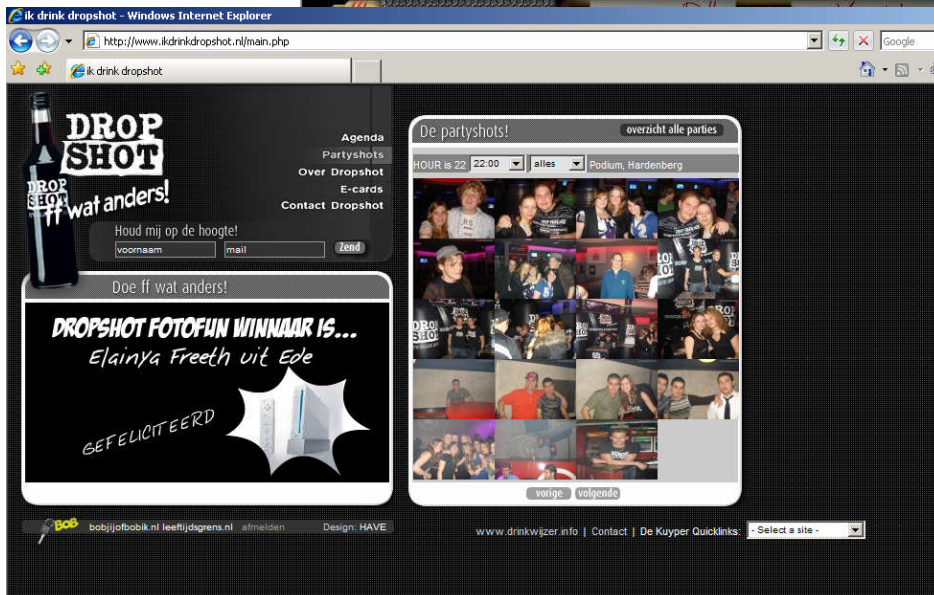 ik drink dropshot - Windows Internet Explorer
http://www.ikdrinkdropshot.nl/main.php
Google
ik drink dropshot
DROP
SHOT
ff wat anders!
DROP
SHOT
Agenda
Partyshots
Over Dropshot
E-cards
Contact Dropshot
Houd mij op de hoogte!
voornaam mail Zend
Doe ff wat anders!
DROPSHOT FOTOFUN WINNAAR IS...
Elainya Freeth uit Ede
GEFELICITEERD
De partyshots! overzicht alle parties
HOUR is 22 22:00 alles Podium, Hardenberg
vorige volgende
BOB bobjijofbobik.nl leeftijdsgrens.nl afmelden Design: HAVE
www.drinkwijzer.info | Contact | De Kuyper Quicklinks: - Select a site -